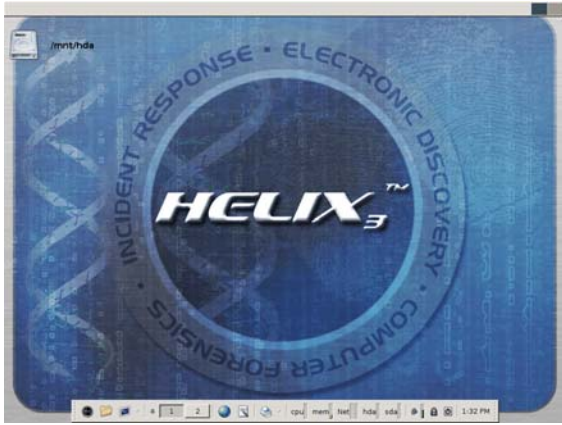 /mnt/hda
INCIDENT RESPONSE • ELECTRONIC DISCOVERY • COMPUTER FORENSICS •
HELIX3™
1 2 cpu mem Net hda sda 1:32 PM